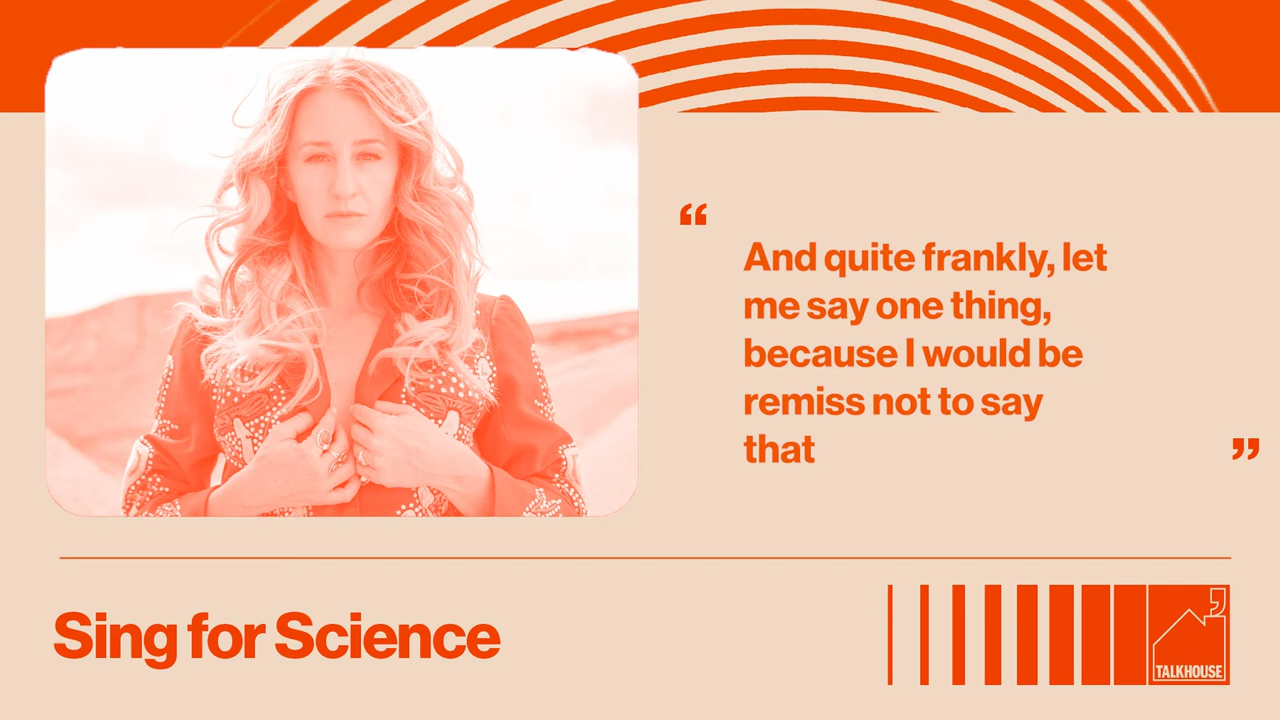 “
And quite frankly, let
me say one thing,
because I would be
remiss not to say
that
”
Sing for Science
TALKHOUSE